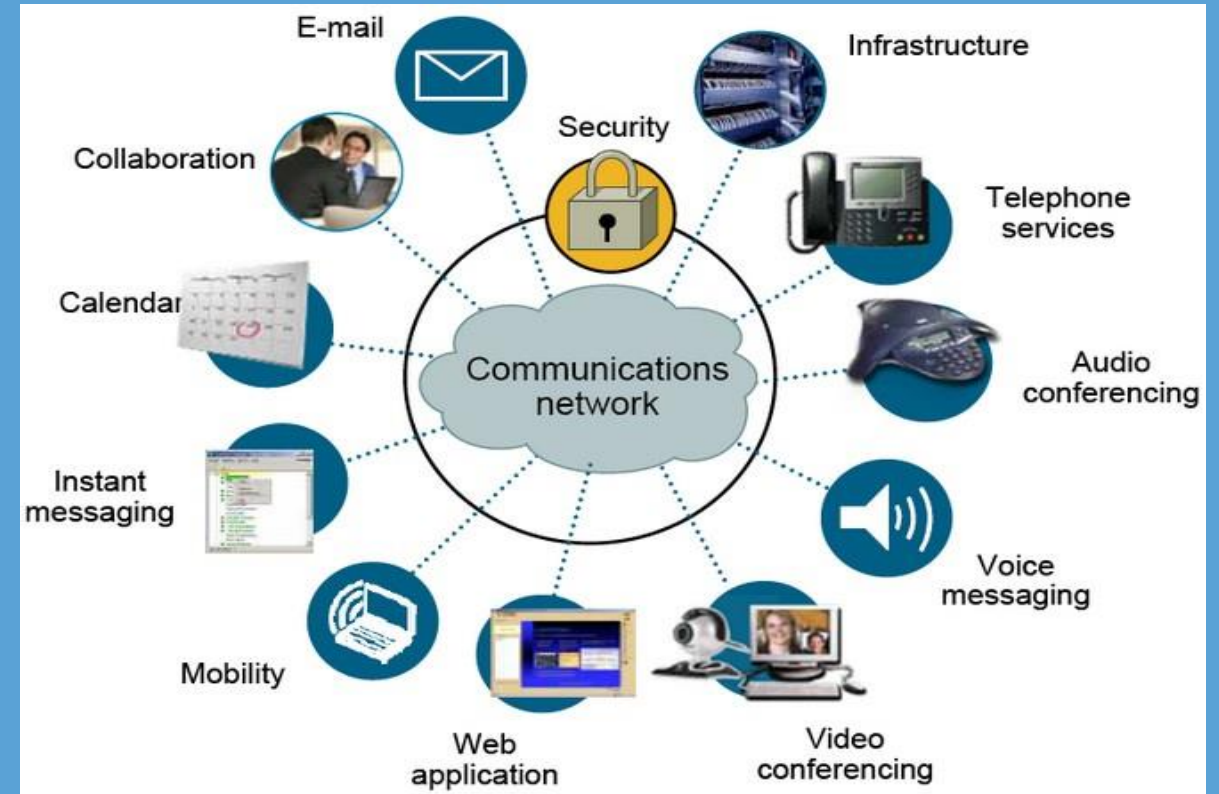 E-mail
Infrastructure
Security
Collaboration
Telephone
services
Calendar
Communications
network
Audio
conferencing
Instant
messaging
Voice
messaging
Mobility
Web
application
Video
conferencing